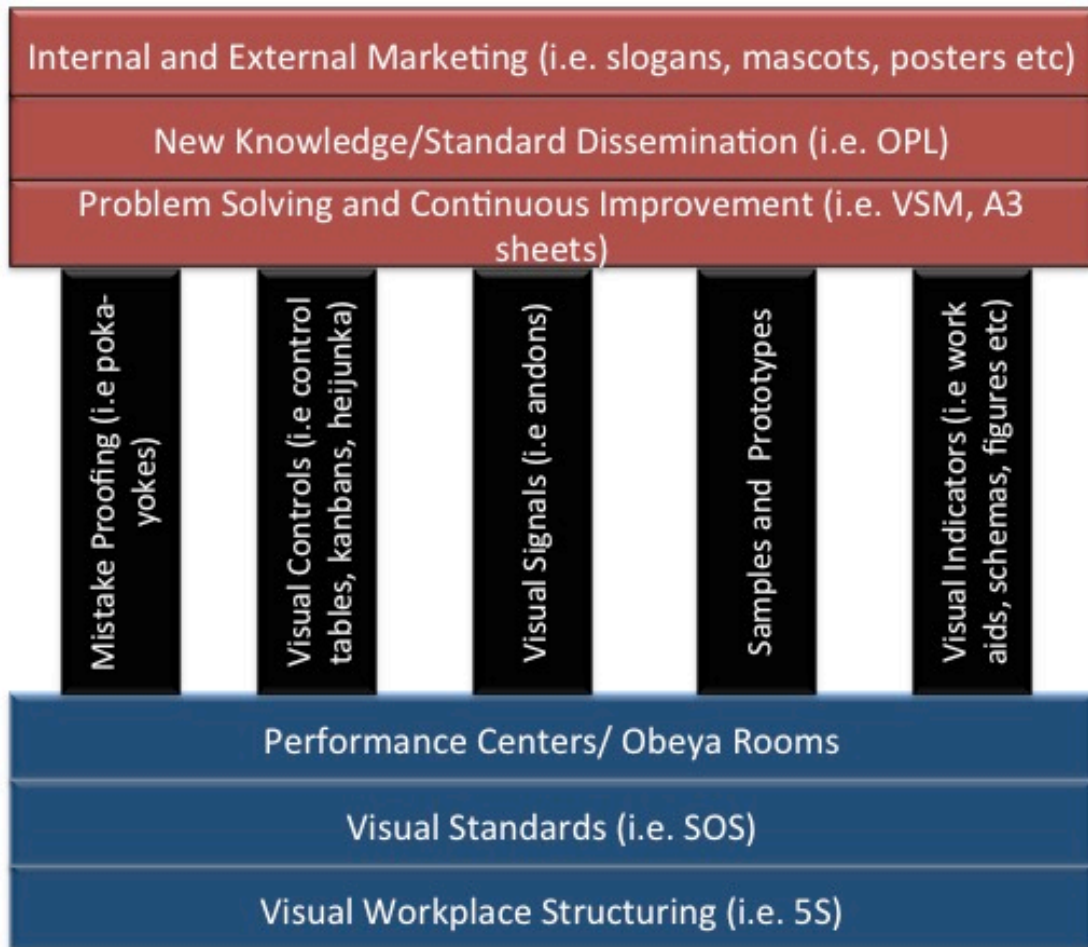 Internal and External Marketing (i.e. slogans, mascots, posters etc)
New Knowledge/Standard Dissemination (i.e. OPL)
Problem Solving and Continuous Improvement (i.e. VSM, A3
sheets)
Mistake Proofing (i.e poka-
yokes)
Visual Controls (i.e control
tables, kanbans, heijunka)
Visual Signals (i.e andons)
Samples and Prototypes
Visual Indicators (i.e work
aids, schemas, figures etc)
Performance Centers/ Obeya Rooms
Visual Standards (i.e. SOS)
Visual Workplace Structuring (i.e. 5S)